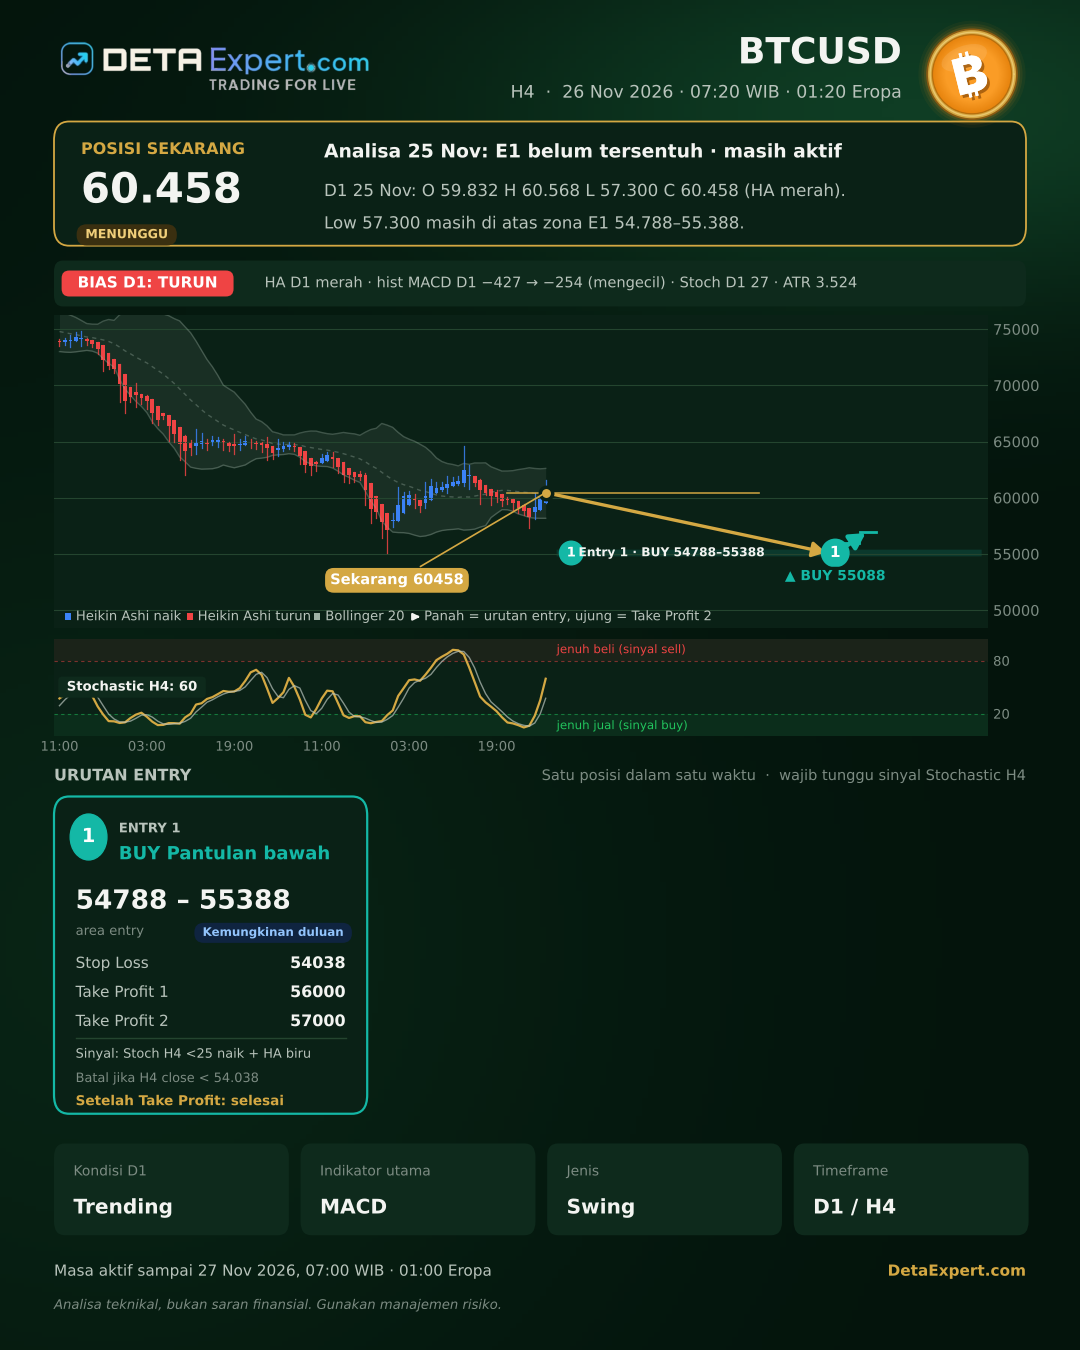 DETA Expert.com
TRADING FOR LIVE
BTCUSD
H4 · 26 Nov 2026 · 07:20 WIB · 01:20 Eropa
POSISI SEKARANG
60.458
MENUNGGU
Analisa 25 Nov: E1 belum tersentuh · masih aktif
D1 25 Nov: O 59.832 H 60.568 L 57.300 C 60.458 (HA merah).
Low 57.300 masih di atas zona E1 54.788–55.388.
BIAS D1: TURUN
HA D1 merah · hist MACD D1 −427 → −254 (mengecil) · Stoch D1 27 · ATR 3.524
75000
70000
65000
60000
55000
50000
1 Entry 1 · BUY 54788–55388
1
▲ BUY 55088
Sekarang 60458
Heikin Ashi naik Heikin Ashi turun Bollinger 20 Panah = urutan entry, ujung = Take Profit 2
jenuh beli (sinyal sell)
80
Stochastic H4: 60
20
jenuh jual (sinyal buy)
11:00 03:00 19:00 11:00 03:00 19:00
URUTAN ENTRY
Satu posisi dalam satu waktu · wajib tunggu sinyal Stochastic H4
1
ENTRY 1
BUY Pantulan bawah
54788 – 55388
area entry
Kemungkinan duluan
Stop Loss 54038
Take Profit 1 56000
Take Profit 2 57000
Sinyal: Stoch H4 <25 naik + HA biru
Batal jika H4 close < 54.038
Setelah Take Profit: selesai
Kondisi D1
Trending
Indikator utama
MACD
Jenis
Swing
Timeframe
D1 / H4
Masa aktif sampai 27 Nov 2026, 07:00 WIB · 01:00 Eropa
DetaExpert.com
Analisa teknikal, bukan saran finansial. Gunakan manajemen risiko.